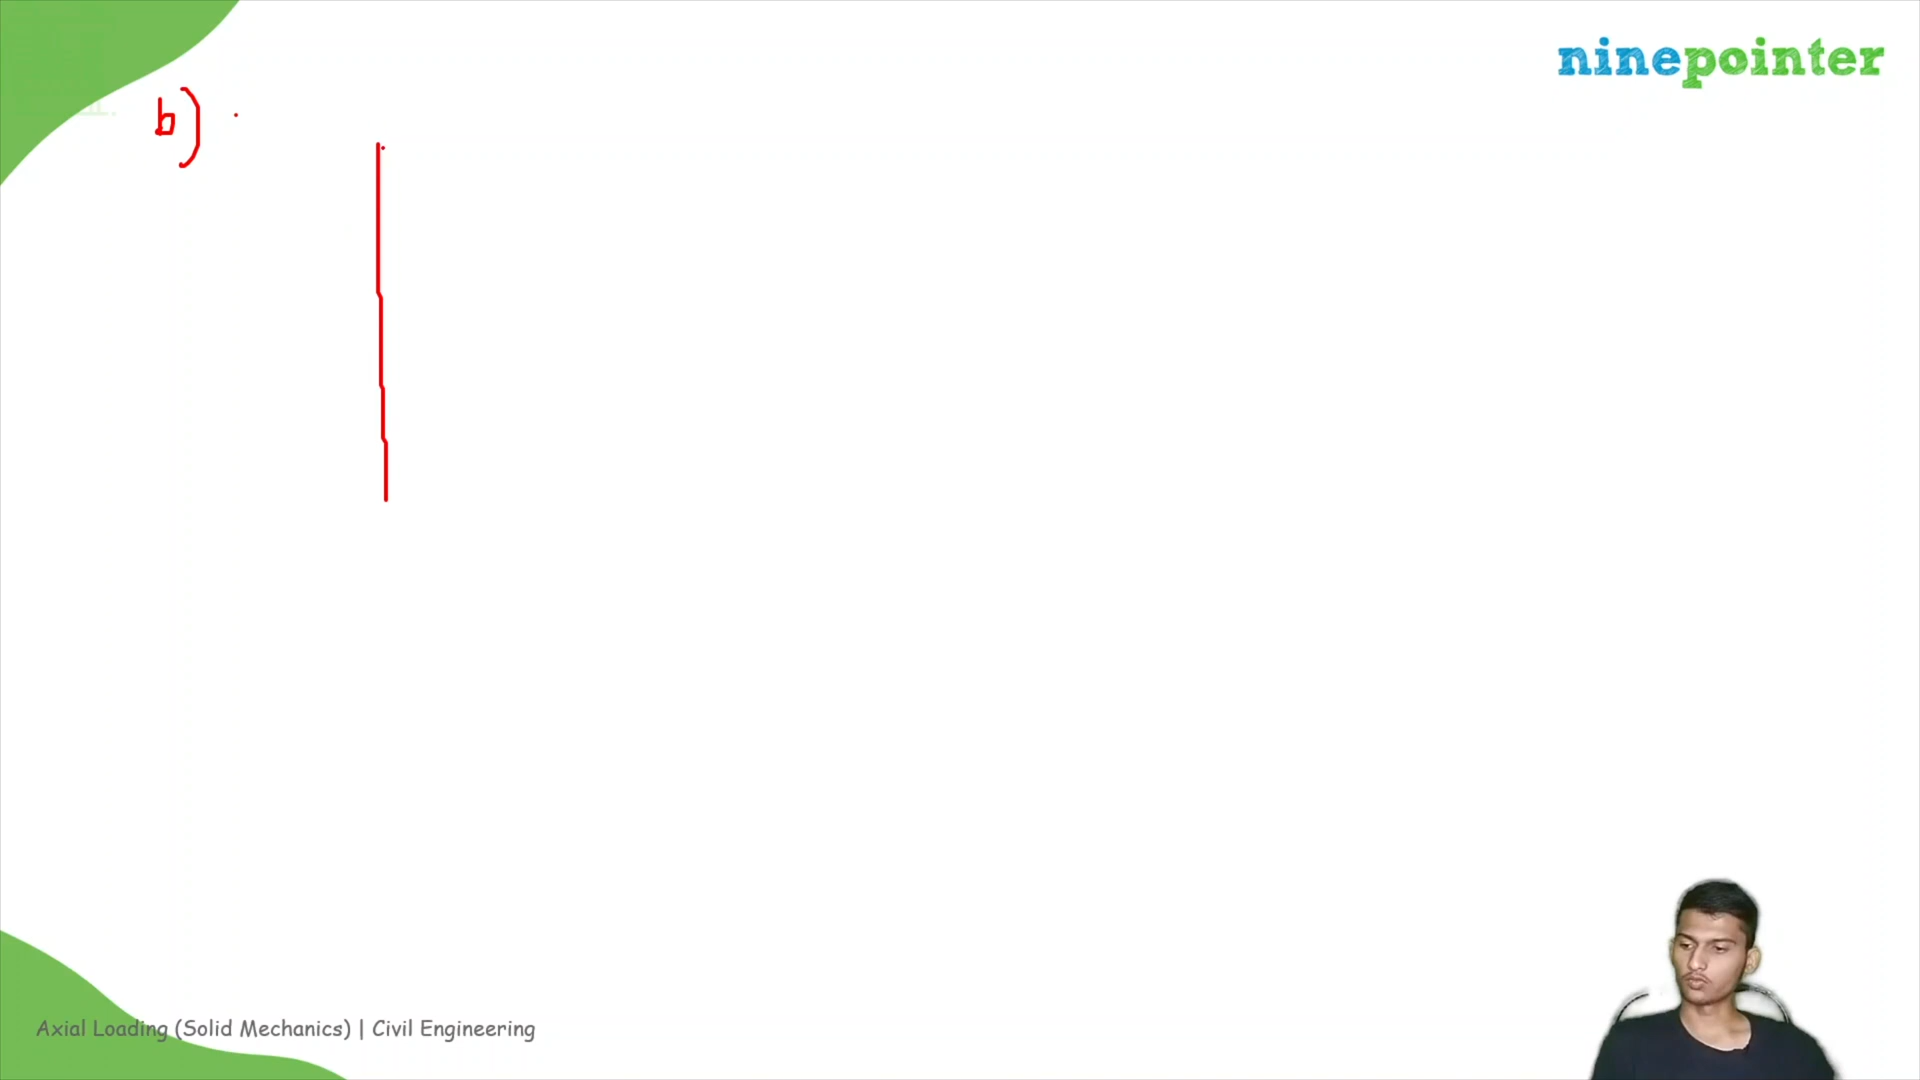 ninepointer
b)
Axial Loading (Solid Mechanics) | Civil Engineering